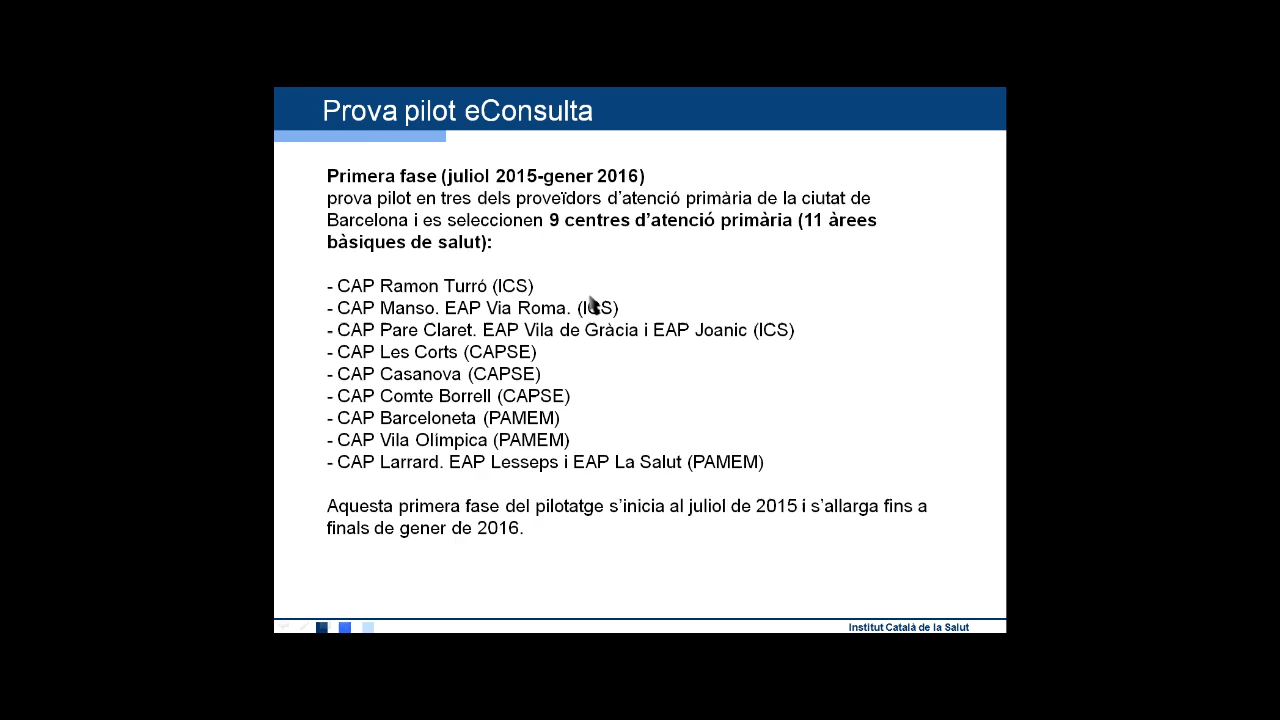 Prova pilot eConsulta
Primera fase (juliol 2015-gener 2016)
prova pilot en tres dels proveïdors d'atenció primària de la ciutat de
Barcelona i es seleccionen 9 centres d'atenció primària (11 àrees
bàsiques de salut):
- CAP Ramon Turró (ICS)
- CAP Manso. EAP Via Roma. (ICS)
- CAP Pare Claret. EAP Vila de Gràcia i EAP Joanic (ICS)
- CAP Les Corts (CAPSE)
- CAP Casanova (CAPSE)
- CAP Comte Borrell (CAPSE)
- CAP Barceloneta (PAMEM)
- CAP Vila Olímpica (PAMEM)
- CAP Larrard. EAP Lesseps i EAP La Salut (PAMEM)
Aquesta primera fase del pilotatge s'inicia al juliol de 2015 i s'allarga fins a
finals de gener de 2016.
Institut Català de la Salut